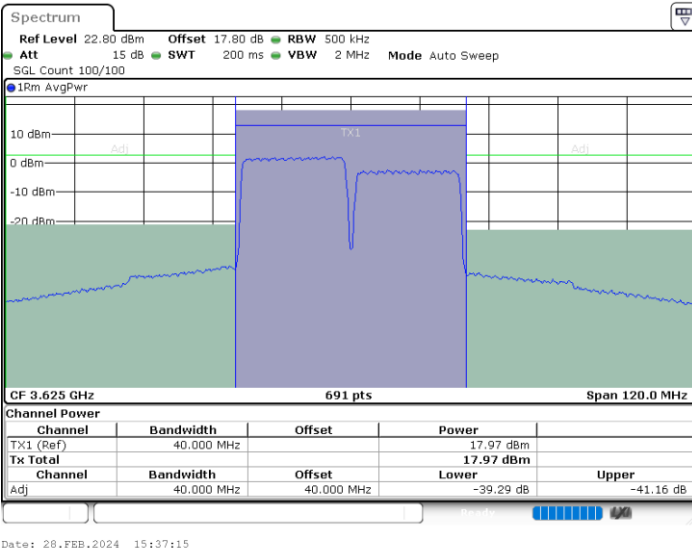 Spectrum
Ref Level 22.80 dBm Offset 17.80 dB RBW 500 kHz
Att 15 dB SWT 200 ms VBW 2 MHz Mode Auto Sweep
SGL Count 100/100
1Rm AvgPwr
10 dBm
TX1
Adj
Adj
0 dBm
-10 dBm
-20 dBm
CF 3.625 GHz 691 pts Span 120.0 MHz
Channel Power
Channel Bandwidth Offset Power
TX1 (Ref) 40.000 MHz 17.97 dBm
Tx Total 17.97 dBm
Channel Bandwidth Offset Lower Upper
Adj 40.000 MHz 40.000 MHz -39.29 dB -41.16 dB
Date: 28.FEB.2024 15:37:15